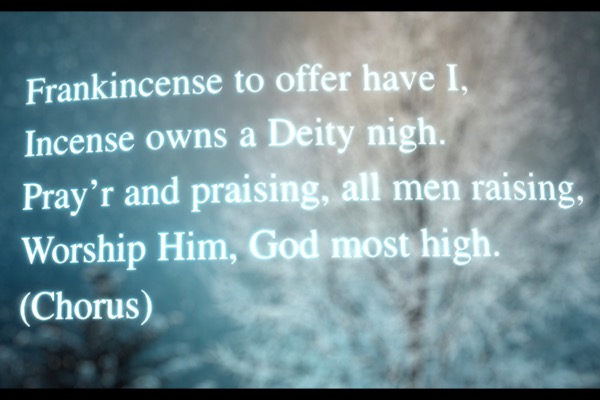 Frankincense to offer have I,
Incense owns a Deity nigh.
Pray’r and praising, all men raising,
Worship Him, God most high.
(Chorus)